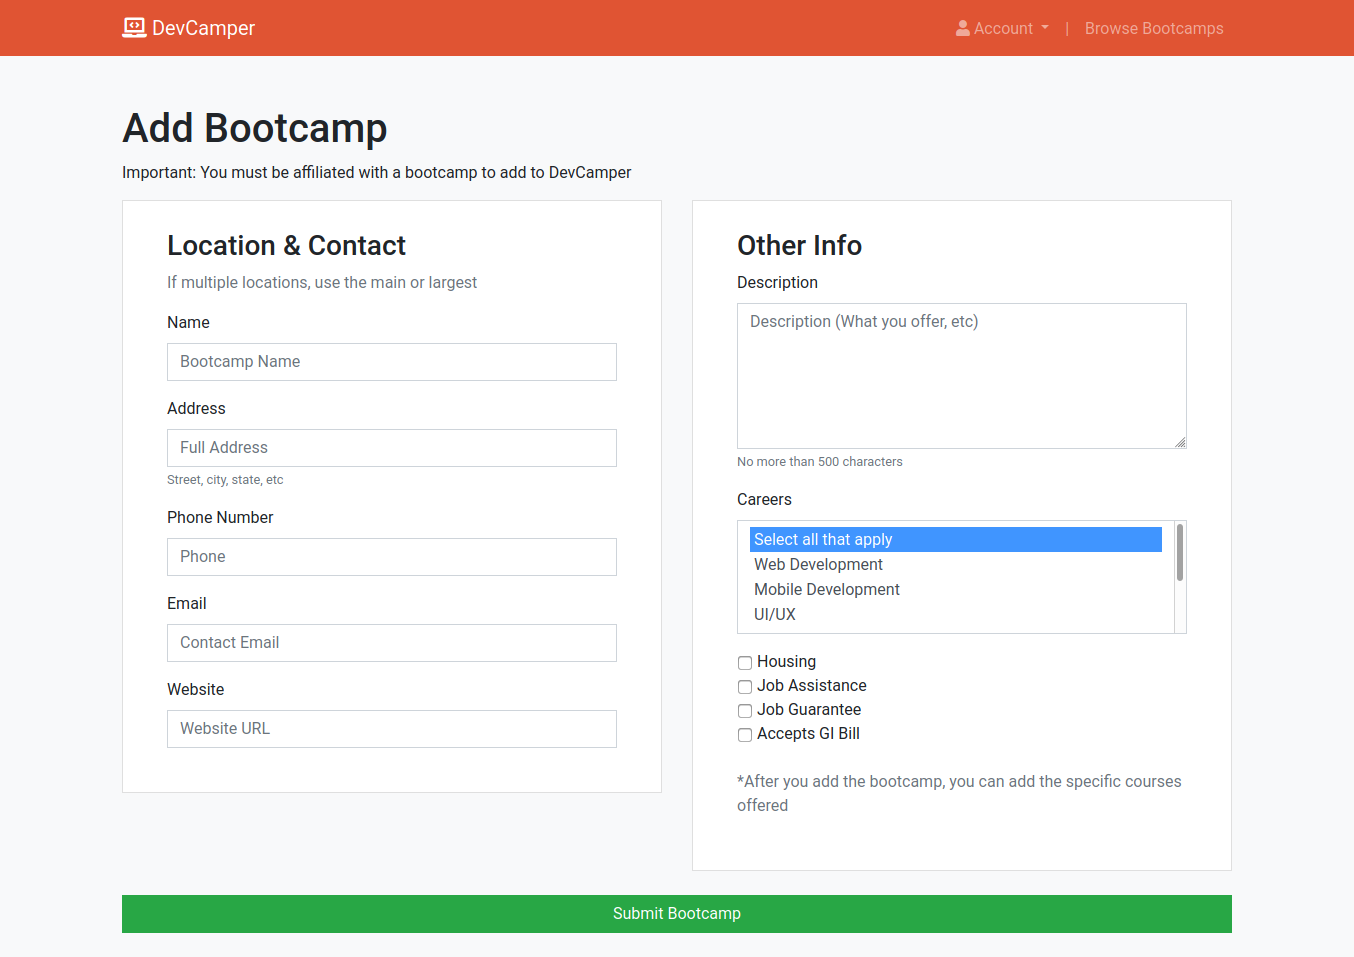 DevCamper
Account
|
Browse Bootcamps
Add Bootcamp
Important: You must be affiliated with a bootcamp to add to DevCamper
Location & Contact
If multiple locations, use the main or largest
Name
Bootcamp Name
Address
Full Address
Street, city, state, etc
Phone Number
Phone
Email
Contact Email
Website
Website URL
Other Info
Description
Description (What you offer, etc)
No more than 500 characters
Careers
Select all that apply
Web Development
Mobile Development
UI/UX
Housing
Job Assistance
Job Guarantee
Accepts GI Bill
*After you add the bootcamp, you can add the specific courses
offered
Submit Bootcamp